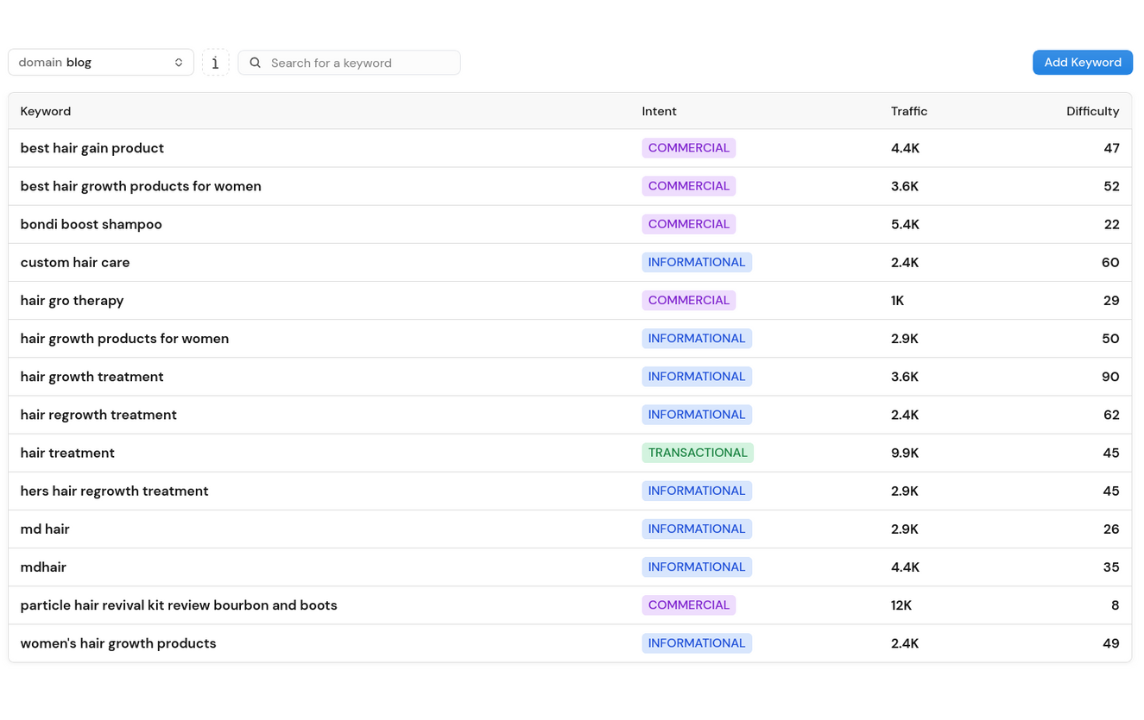 domain blog i Search for a keyword Add Keyword
Keyword Intent Traffic Difficulty
best hair gain product COMMERCIAL 4.4K 47
best hair growth products for women COMMERCIAL 3.6K 52
bondi boost shampoo COMMERCIAL 5.4K 22
custom hair care INFORMATIONAL 2.4K 60
hair gro therapy COMMERCIAL 1K 29
hair growth products for women INFORMATIONAL 2.9K 50
hair growth treatment INFORMATIONAL 3.6K 90
hair regrowth treatment INFORMATIONAL 2.4K 62
hair treatment TRANSACTIONAL 9.9K 45
hers hair regrowth treatment INFORMATIONAL 2.9K 45
md hair INFORMATIONAL 2.9K 26
mdhair INFORMATIONAL 4.4K 35
particle hair revival kit review bourbon and boots COMMERCIAL 12K 8
women's hair growth products INFORMATIONAL 2.4K 49